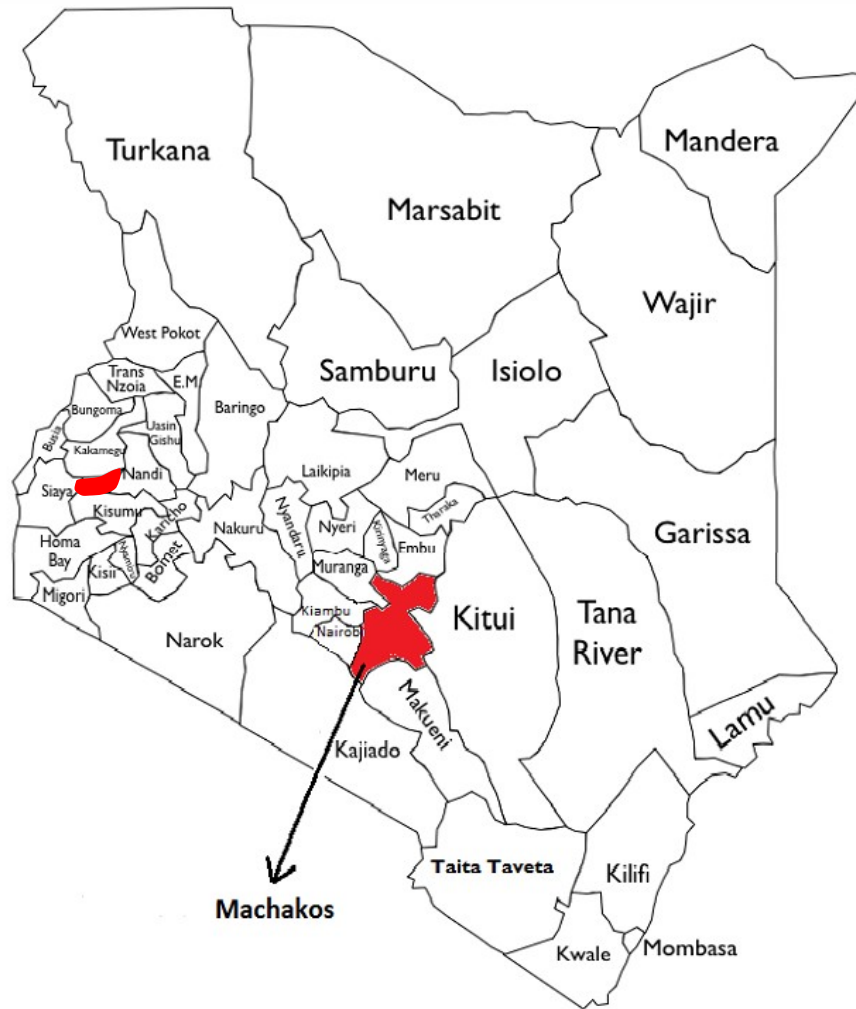 Turkana
Mandera
Marsabit
Wajir
West Pokot
Samburu
Isiolo
Trans
Nzoia
E.M.
Baringo
Bungoma
Uasin
Gishu
Busia
Kakamegu
Laikipia
Meru
Nandi
Siaya
Tharaka
Kisumu
Karicho
Nakuru
Nyandaru
Nyeri
Kirinyaga
Embu
Garissa
Homa
Bay
Nyamira
Kisii
Bomet
Muranga
Migori
Kiambu
Nairobi
Kitui
Tana
River
Narok
Makueni
Lamu
Kajiado
Taita Taveta
Kilifi
Machakos
Kwale
Mombasa